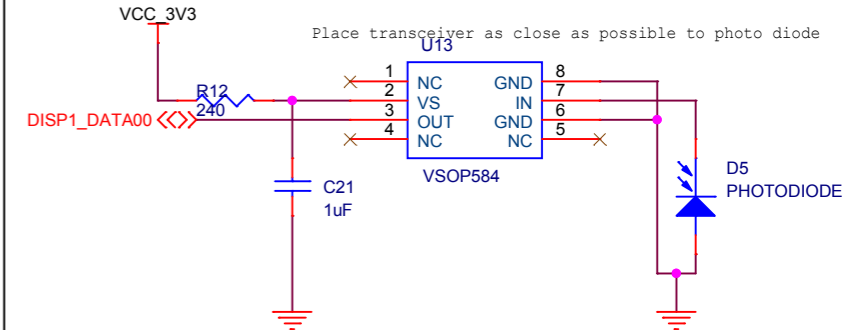 VCC_3V3
Place transceiver as close as possible to photo diode
U13
R12
240
DISP1_DATA00
1 NC GND 8
2 VS IN 7
3 OUT GND 6
4 NC NC 5
VSOP584
C21
1uF
D5
PHOTODIODE